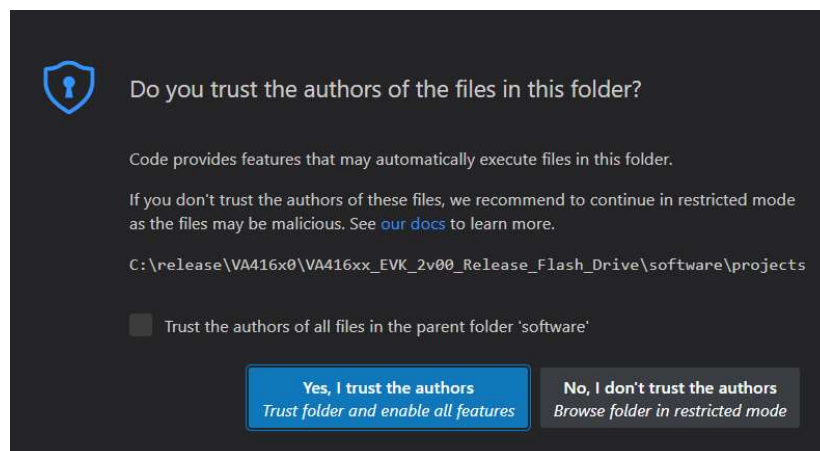 Do you trust the authors of the files in this folder?
Code provides features that may automatically execute files in this folder.
If you don't trust the authors of these files, we recommend to continue in restricted mode
as the files may be malicious. See our docs to learn more.
C:\release\VA416x0\VA416xx_EVK_2v00_Release_Flash_Drive\software\projects
Trust the authors of all files in the parent folder 'software'
Yes, I trust the authors
Trust folder and enable all features
No, I don't trust the authors
Browse folder in restricted mode